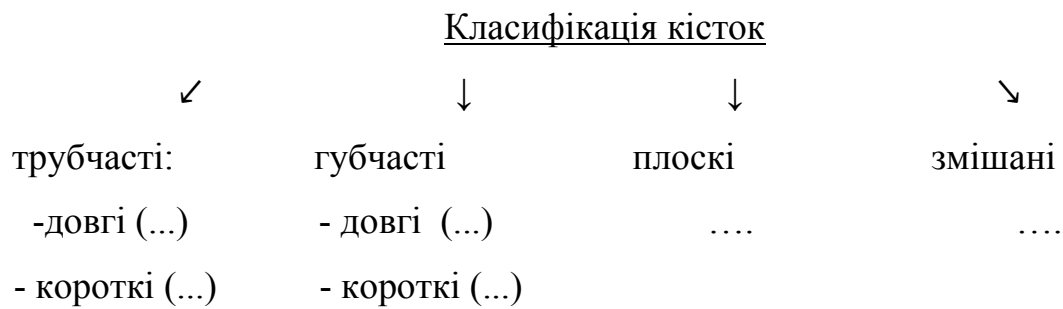 Класифікація кісток
↙ ↓ ↓ ↘
трубчасті: губчасті плоскі змішані
-довгі (...) - довгі (...) …. ….
- короткі (...) - короткі (...)